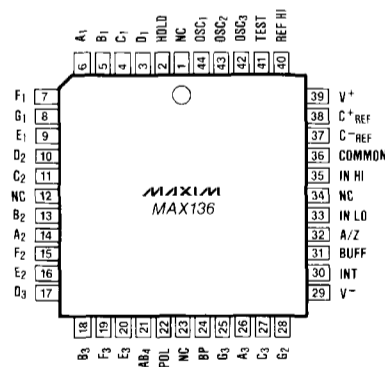 A1 B1 C1 D1 HOLD NC OSC1 OSC2 OSC3 TEST REF HI
6 5 4 3 2 1 44 43 42 41 40
F1 7
G1 8
E1 9
D2 10
C2 11
NC 12
B2 13
A2 14
F2 15
E2 16
D3 17
MAXIM
MAX136
39 V+
38 C+REF
37 C-REF
36 COMMON
35 IN HI
34 NC
33 IN LO
32 A/Z
31 BUFF
30 INT
29 V-
18 19 20 21 22 23 24 25 26 27 28
B3 F3 E3 AB4 POL NC BP G3 A3 C3 G2